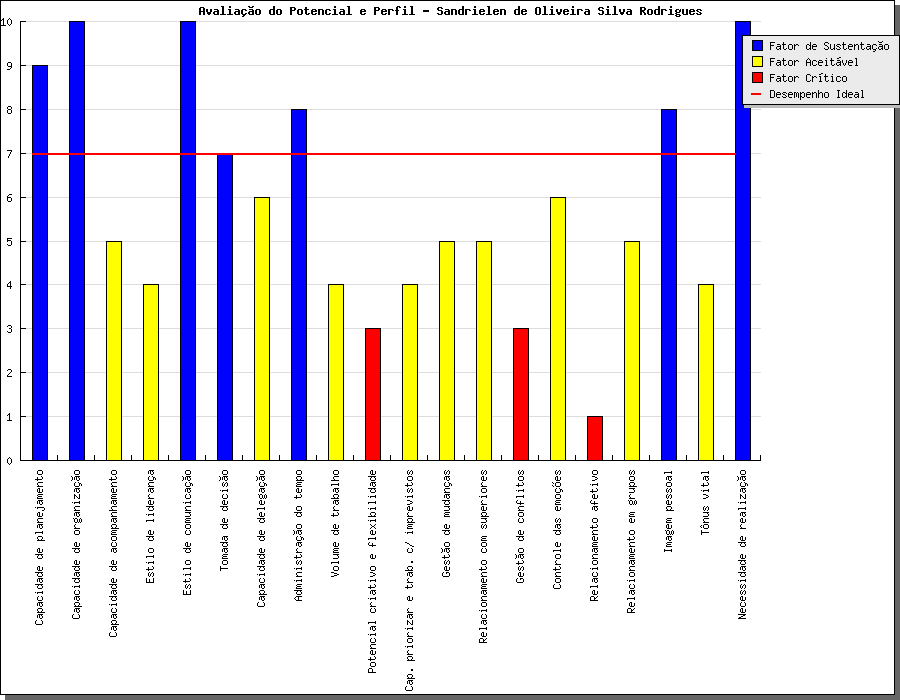 Avaliação do Potencial e Perfil - Sandrielen de Oliveira Silva Rodrigues
Fator de Sustentação
Fator Aceitável
Fator Crítico
Desempenho Ideal
10
9
8
7
6
5
4
3
2
1
0
Capacidade de planejamento
Capacidade de organização
Capacidade de acompanhamento
Estilo de liderança
Estilo de comunicação
Tomada de decisão
Capacidade de delegação
Administração do tempo
Volume de trabalho
Potencial criativo e flexibilidade
Cap. priorizar e trab. c/ imprevistos
Gestão de mudanças
Relacionamento com superiores
Gestão de conflitos
Controle das emoções
Relacionamento afetivo
Relacionamento em grupos
Imagem pessoal
Tônus vital
Necessidade de realização